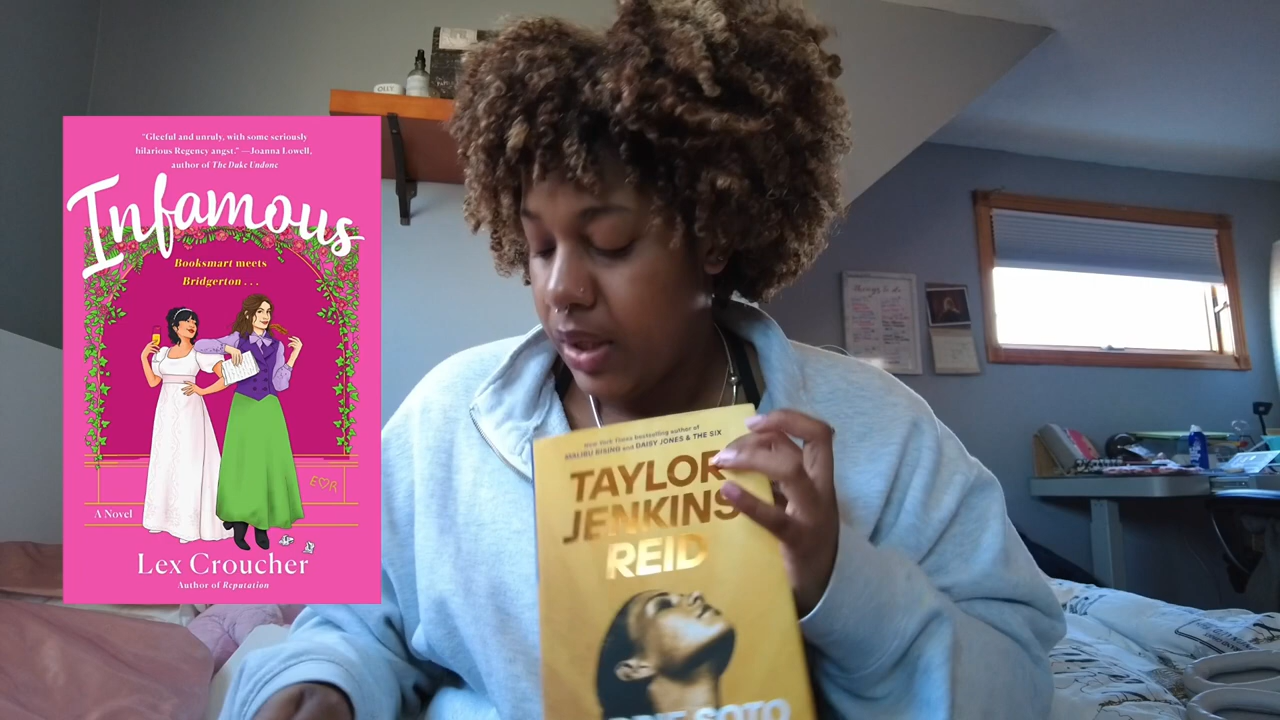 "Gleeful and unruly, with some seriously
hilarious Regency angst." —Joanna Lowell,
author of The Duke Undone
Infamous
Booksmart meets
Bridgerton . . .
E♡R
A Novel
Lex Croucher
Author of Reputation
OLLY
New York Times bestselling author of
MALIBU RISING and DAISY JONES & THE SIX
TAYLOR
JENKINS
REID
SOTO